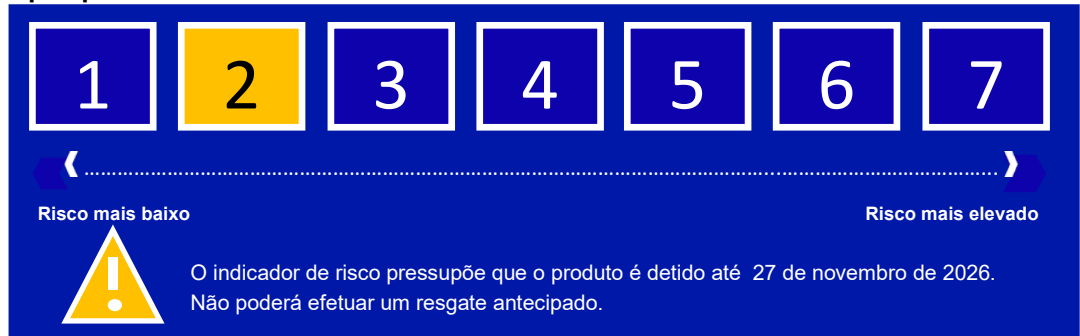 1 2 3 4 5 6 7
Risco mais baixo Risco mais elevado
!
O indicador de risco pressupõe que o produto é detido até 27 de novembro de 2026.
Não poderá efetuar um resgate antecipado.